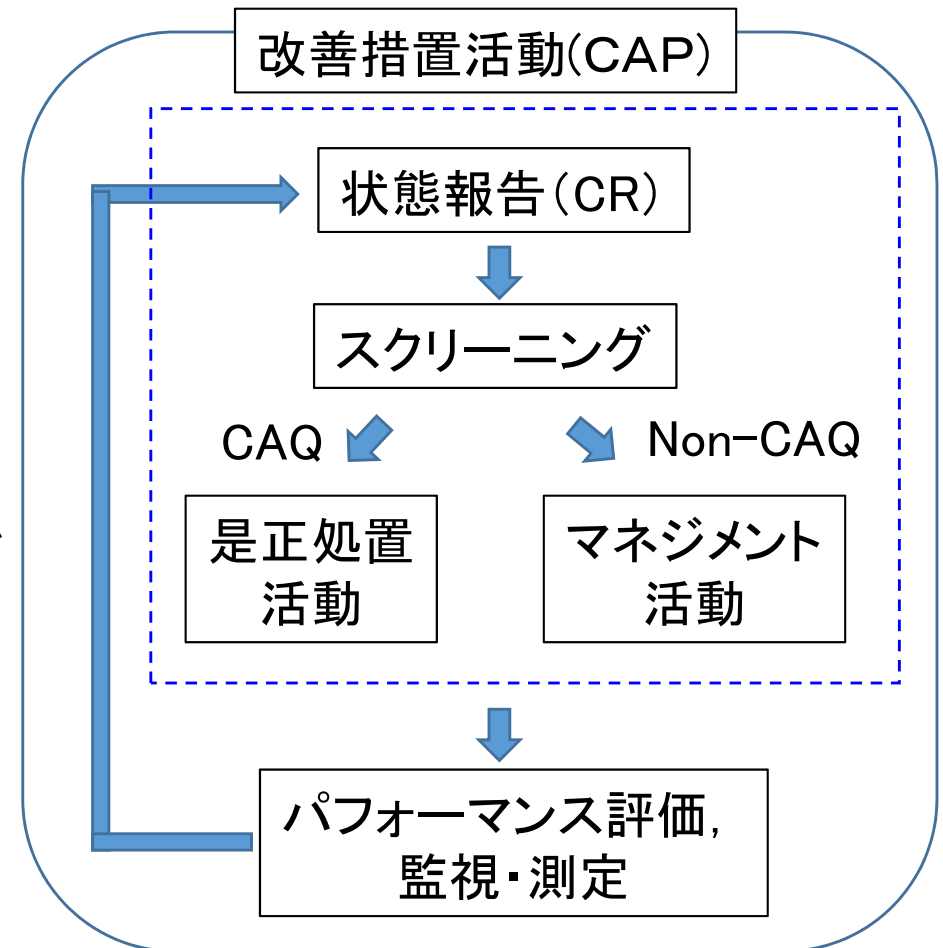 改善措置活動(CAP)
状態報告(CR)
スクリーニング
CAQ
Non-CAQ
是正処置
活動
マネジメント
活動
パフォーマンス評価,
監視・測定